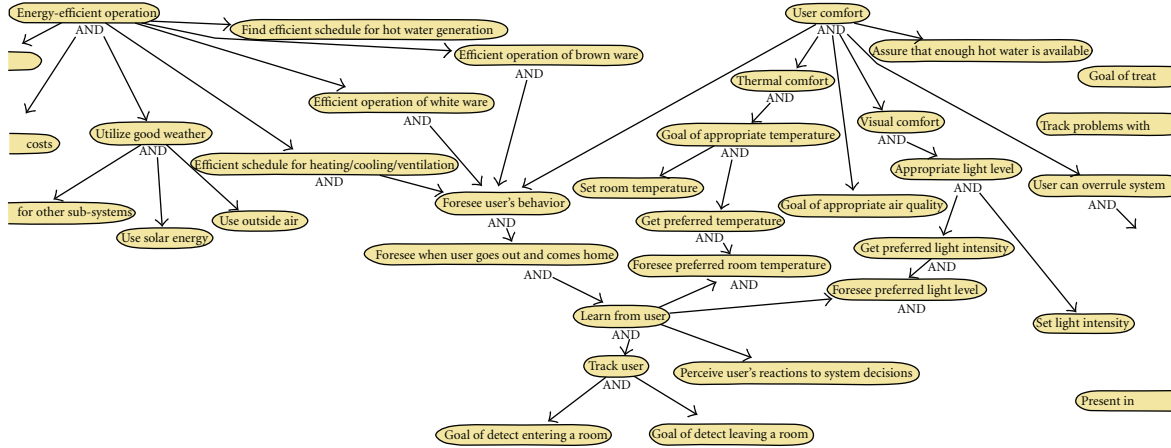 Energy-efficient operation
AND
User comfort
AND
Find efficient schedule for hot water generation
Efficient operation of brown ware
AND
Assure that enough hot water is available
Thermal comfort
AND
Goal of treat
Efficient operation of white ware
AND
Visual comfort
AND
Track problems with
costs
Utilize good weather
AND
Goal of appropriate temperature
AND
Efficient schedule for heating/cooling/ventilation
AND
Appropriate light level
AND
Set room temperature
User can overrule system
AND
Foresee user's behavior
AND
Goal of appropriate air quality
for other sub-systems
Use outside air
Get preferred temperature
AND
Use solar energy
Get preferred light intensity
AND
Foresee when user goes out and comes home
AND
Foresee preferred room temperature
AND
Foresee preferred light level
AND
Learn from user
AND
Set light intensity
Track user
AND
Perceive user's reactions to system decisions
Present in
Goal of detect entering a room
Goal of detect leaving a room